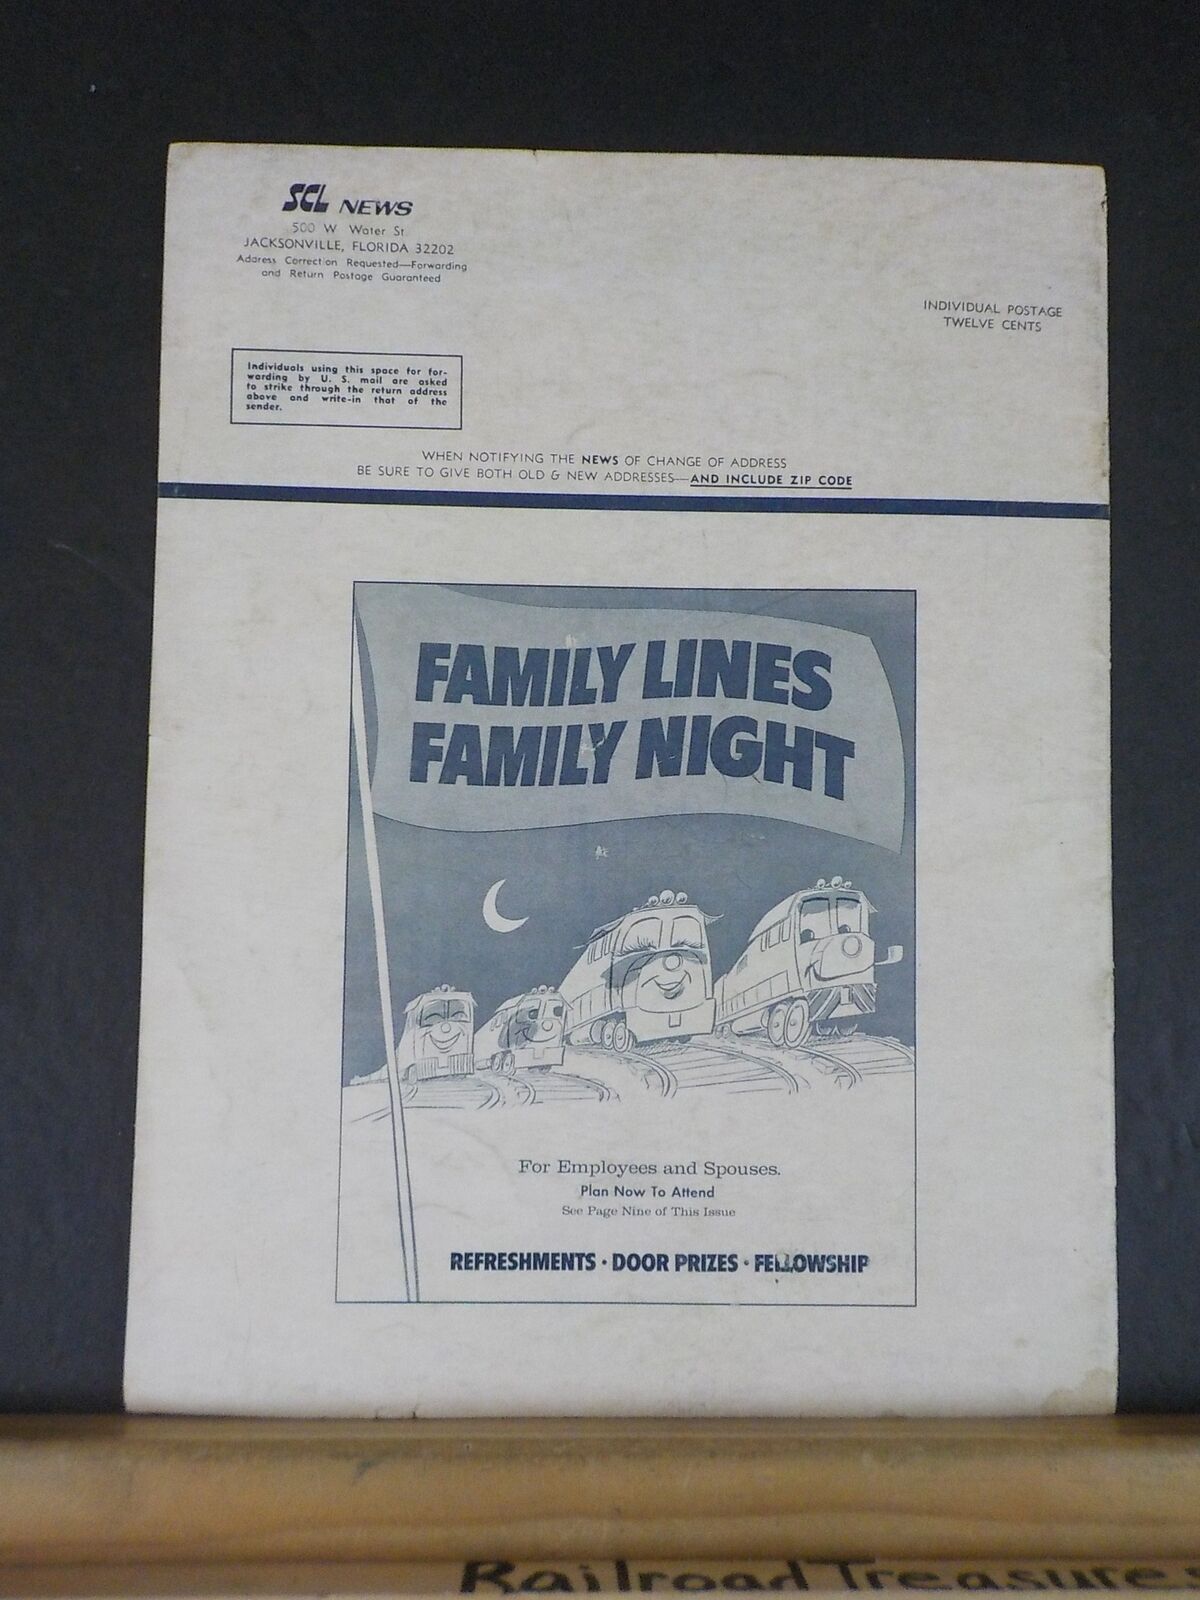 SCL NEWS
500 W Water St
JACKSONVILLE, FLORIDA 32202
Address Correction Requested—Forwarding
and Return Postage Guaranteed
INDIVIDUAL POSTAGE
TWELVE CENTS
Individuals using this space for for-
warding by U. S. mail are asked
to strike through the return address
above and write-in that of the
sender.
WHEN NOTIFYING THE NEWS OF CHANGE OF ADDRESS
BE SURE TO GIVE BOTH OLD & NEW ADDRESSES—AND INCLUDE ZIP CODE
FAMILY LINES
FAMILY NIGHT
For Employees and Spouses.
Plan Now To Attend
See Page Nine of This Issue
REFRESHMENTS · DOOR PRIZES · FELLOWSHIP
Railroad Treasures